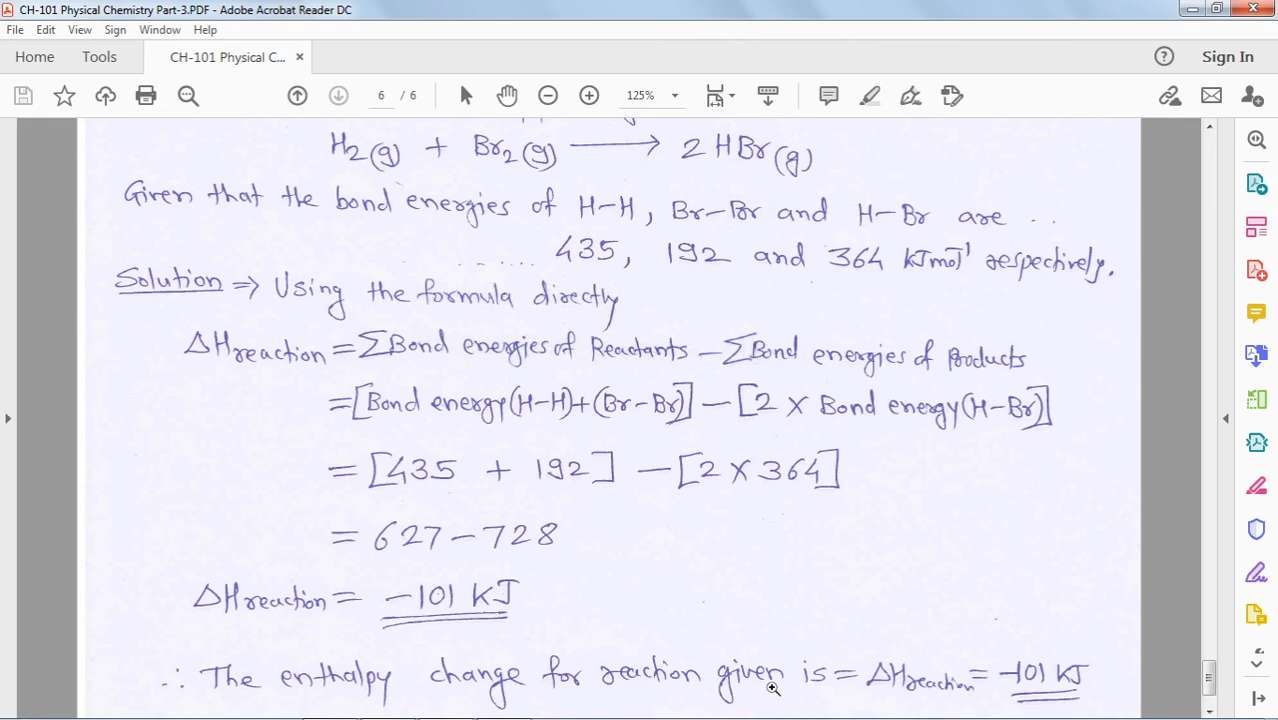 CH-101 Physical Chemistry Part-3.PDF - Adobe Acrobat Reader DC
File Edit View Sign Window Help
Home Tools CH-101 Physical C... × Sign In
6 / 6 125%
H₂(g) + Br₂(g) ⟶ 2 HBr(g)
Given that the bond energies of H–H, Br–Br and H–Br are ..
...... 435, 192 and 364 kJmol⁻¹ respectively.
Solution ⇒ Using the formula directly
ΔHreaction = ΣBond energies of Reactants – ΣBond energies of Products
= [Bond energy(H–H)+(Br–Br)] – [2 × Bond energy(H–Br)]
= [435 + 192] – [2 × 364]
= 627 – 728
ΔHreaction = –101 KJ
∴ The enthalpy change for reaction given is = ΔHreaction = –101 KJ